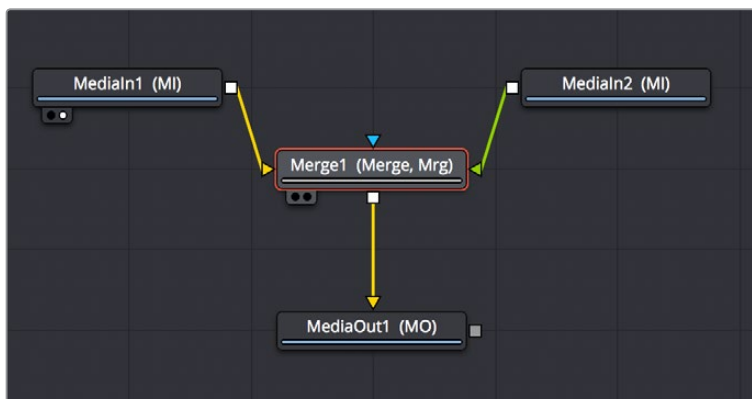 MediaIn1 (MI)
MediaIn2 (MI)
Merge1 (Merge, Mrg)
MediaOut1 (MO)